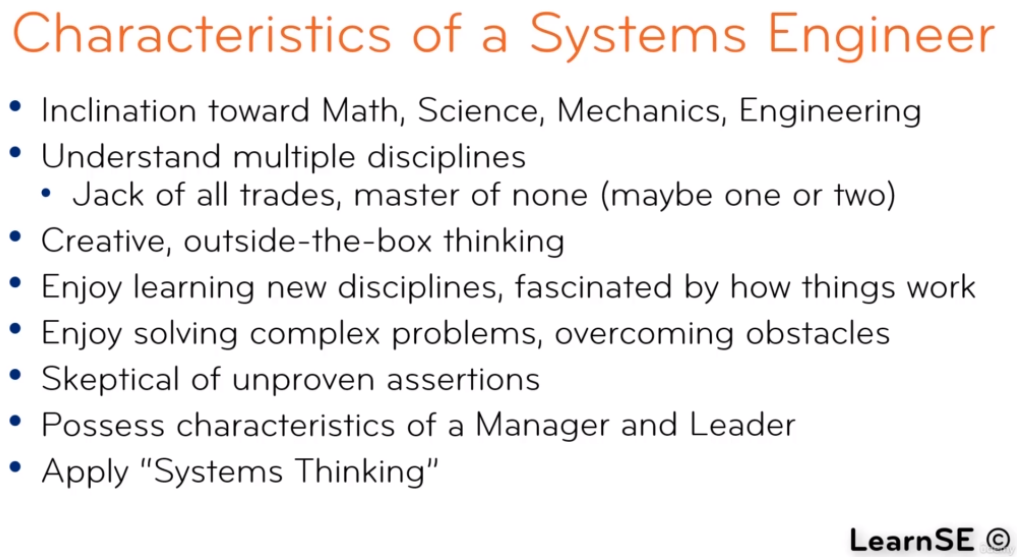 Characteristics of a Systems Engineer
• Inclination toward Math, Science, Mechanics, Engineering
• Understand multiple disciplines
• Jack of all trades, master of none (maybe one or two)
• Creative, outside-the-box thinking
• Enjoy learning new disciplines, fascinated by how things work
• Enjoy solving complex problems, overcoming obstacles
• Skeptical of unproven assertions
• Possess characteristics of a Manager and Leader
• Apply "Systems Thinking"
LearnSE ©